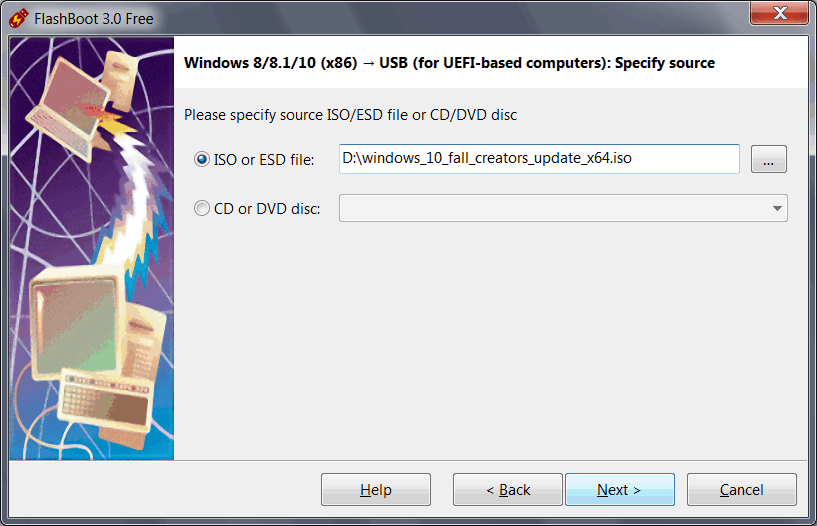 FlashBoot 3.0 Free
Windows 8/8.1/10 (x86) → USB (for UEFI-based computers): Specify source
Please specify source ISO/ESD file or CD/DVD disc
ISO or ESD file: D:\windows_10_fall_creators_update_x64.iso ...
CD or DVD disc:
Help < Back Next > Cancel